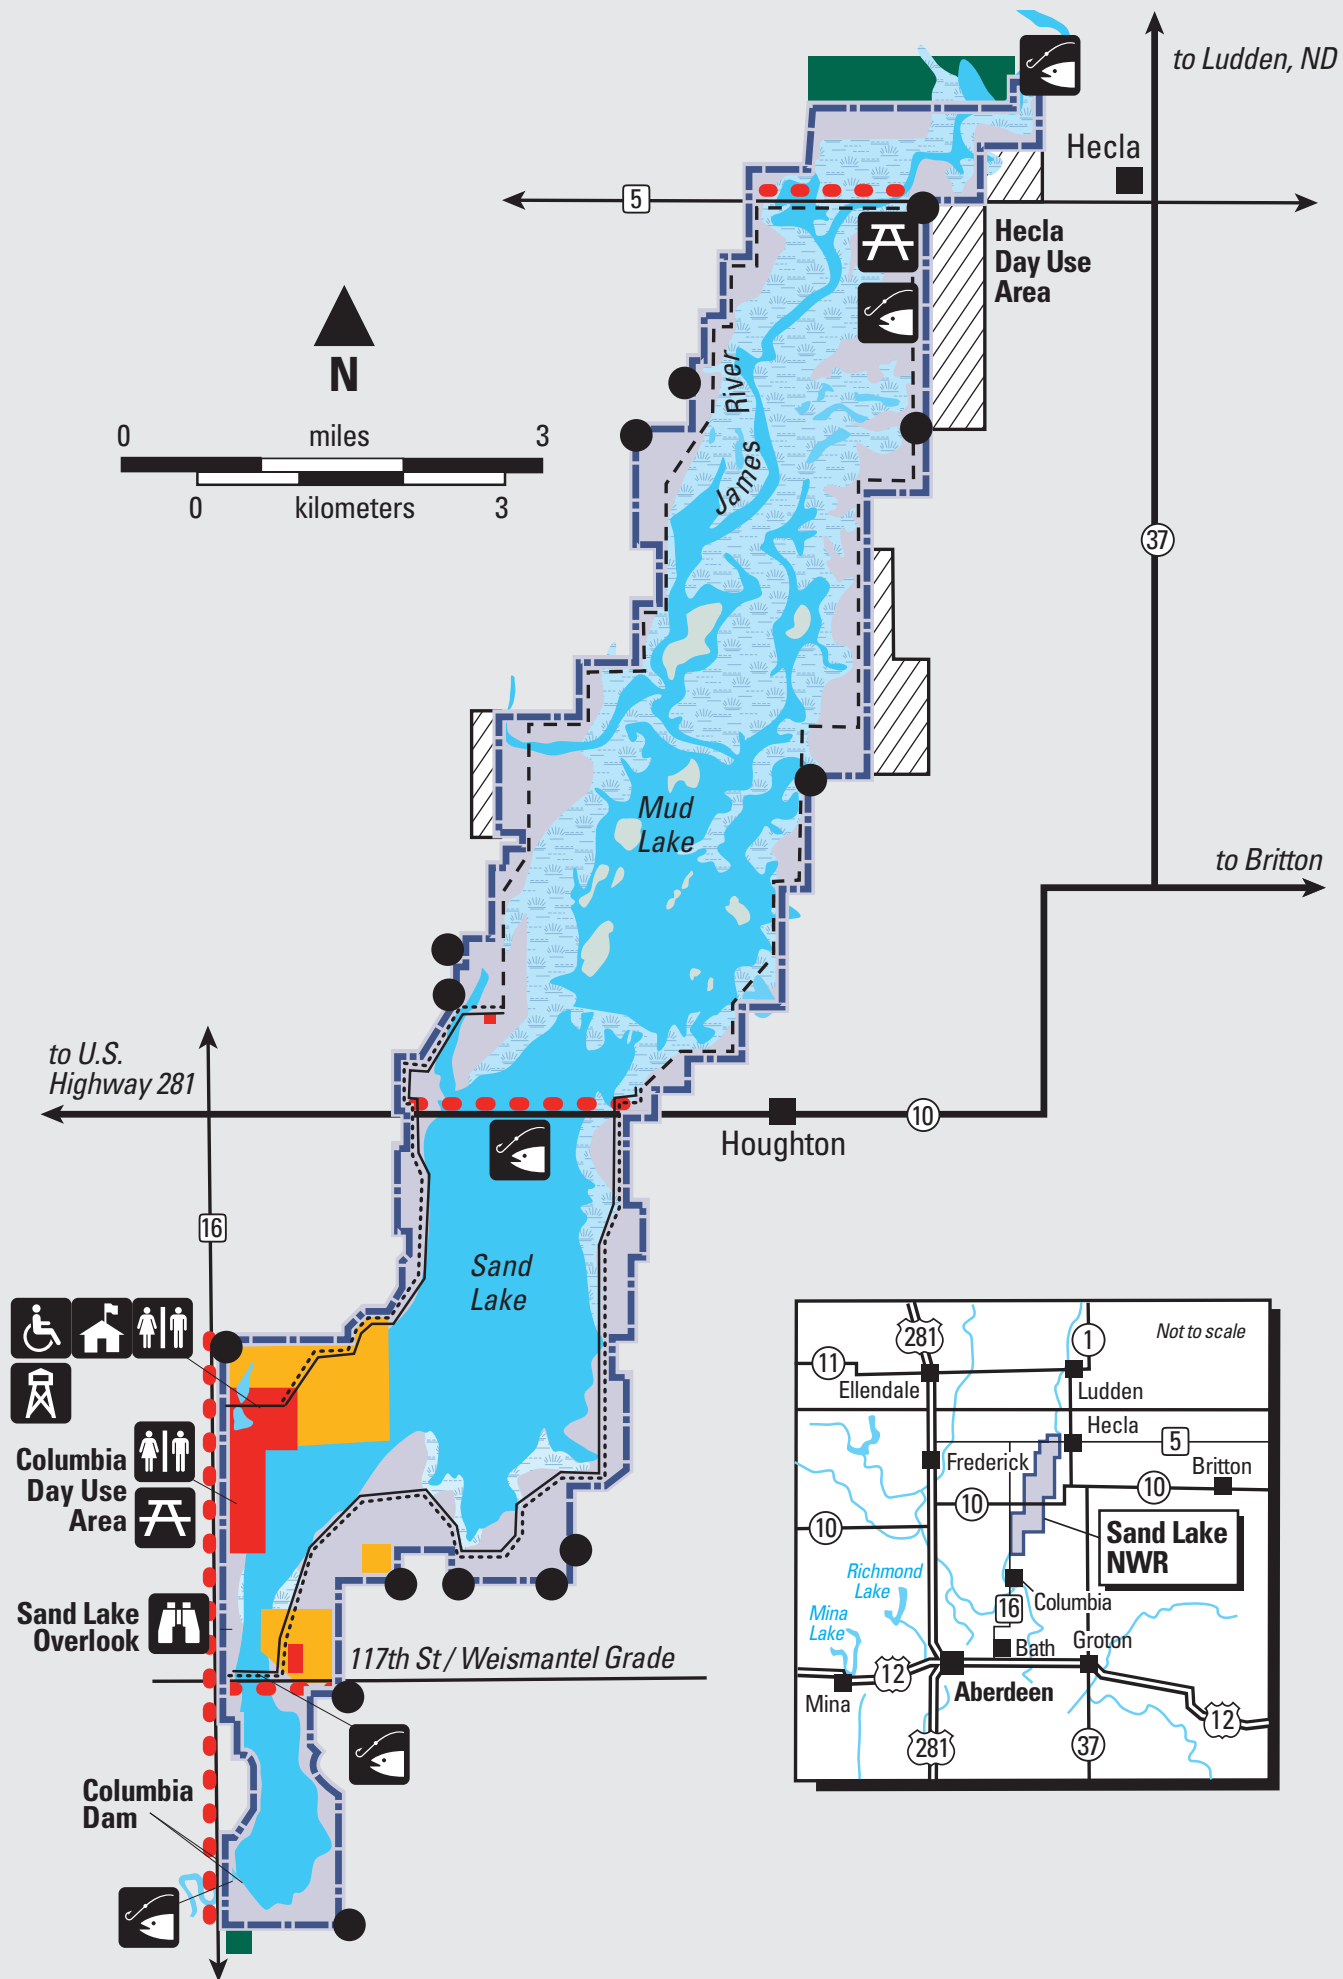 to Ludden, ND
Hecla
5
Hecla
Day Use
Area
N
0 miles 3
0 kilometers 3
River
James
37
Mud
Lake
to Britton
to U.S.
Highway 281
Houghton
10
16
Sand
Lake
Columbia
Day Use
Area
Sand Lake
Overlook
117th St / Weismantel Grade
Columbia
Dam
281
1
Not to scale
11
Ellendale
Ludden
Hecla
5
Frederick
Britton
10
10
10
Sand Lake
NWR
Richmond
Lake
Columbia
16
Mina
Lake
Bath
Groton
12
Aberdeen
Mina
12
281
37